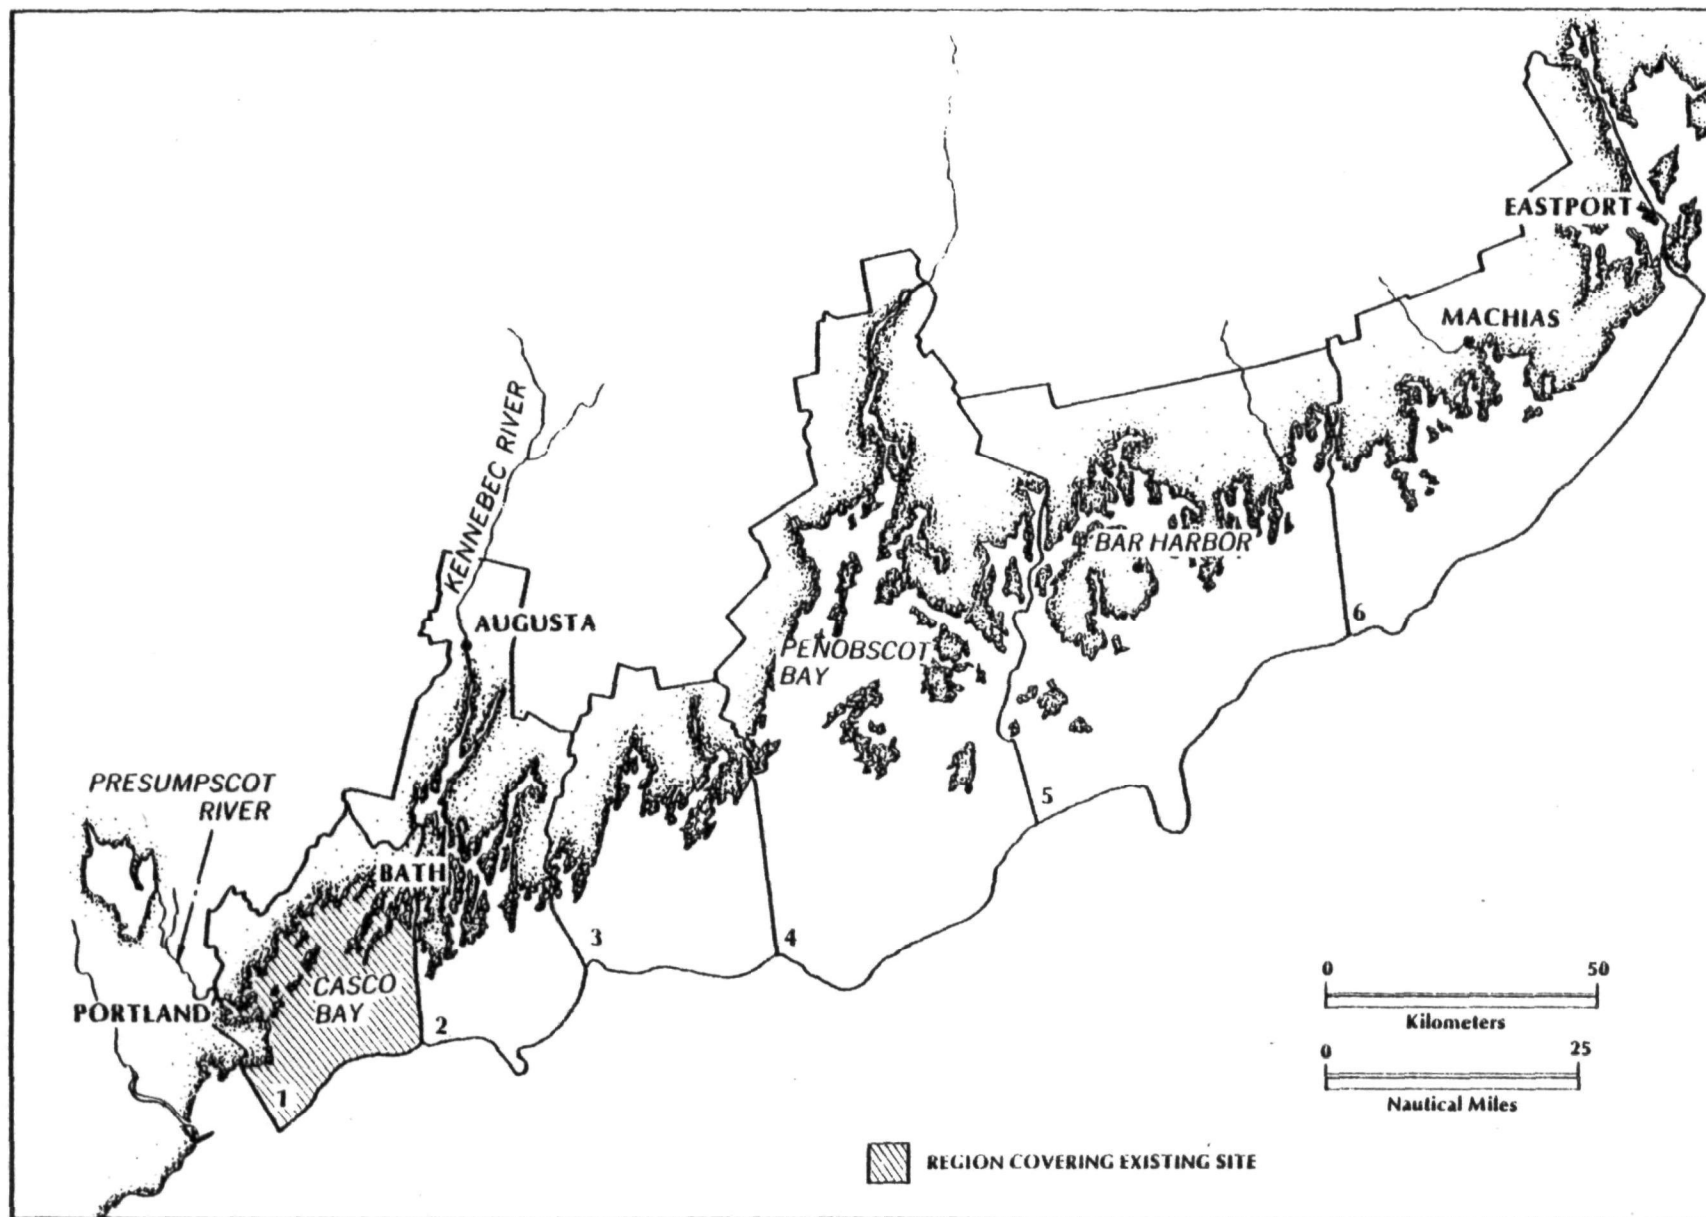 EASTPORT
MACHIAS
KENNEBEC RIVER
BAR HARBOR
6
AUGUSTA
PENOBSCOT
BAY
PRESUMPSCOT
RIVER
5
BATH
3
4
CASCO
BAY
PORTLAND
2
1
0 50
Kilometers
0 25
Nautical Miles
REGION COVERING EXISTING SITE